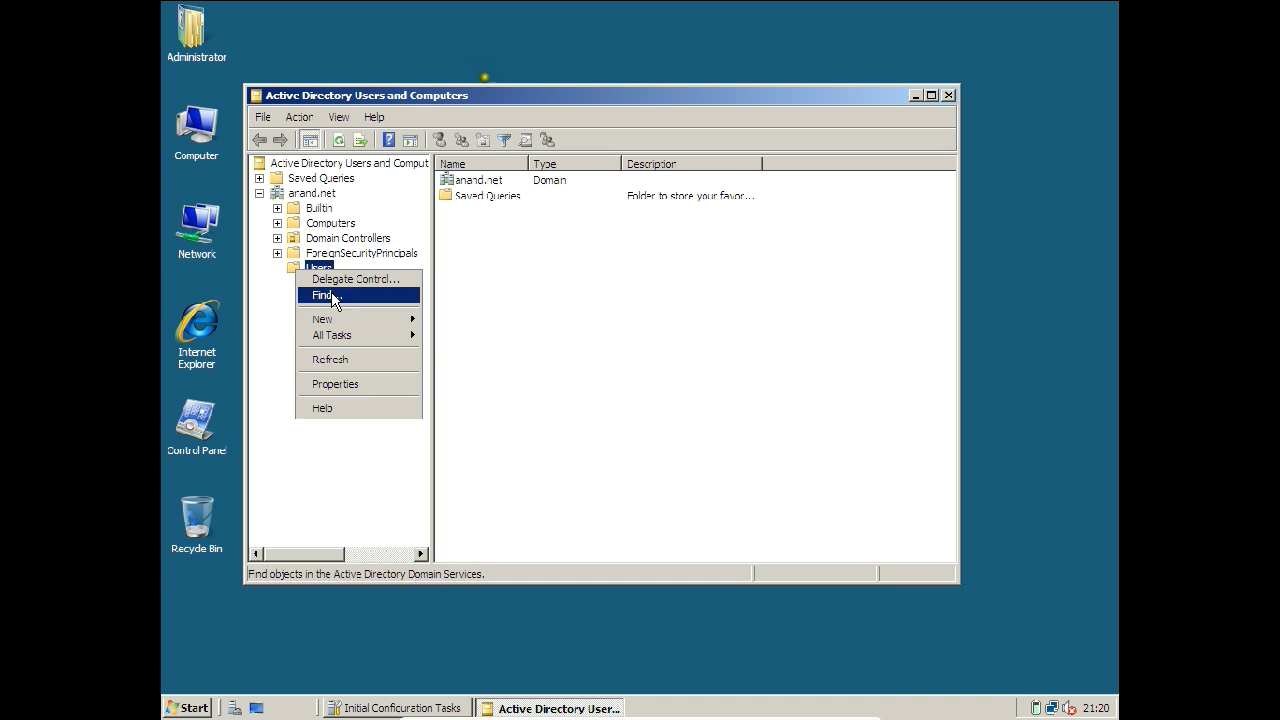 Administrator
Computer
Network
Internet
Explorer
Control Panel
Recycle Bin
Active Directory Users and Computers
File Action View Help
Active Directory Users and Comput
Saved Queries
anand.net
Builtin
Computers
Domain Controllers
ForeignSecurityPrincipals
Users
Delegate Control...
Find...
New
All Tasks
Refresh
Properties
Help
Name Type Description
anand.net Domain
Saved Queries Folder to store your favor...
Find objects in the Active Directory Domain Services.
Start
Initial Configuration Tasks
Active Directory User...
21:20